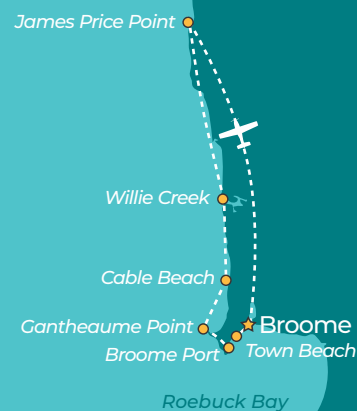 James Price Point
Willie Creek
Cable Beach
Gantheaume Point
Broome
Town Beach
Broome Port
Roebuck Bay